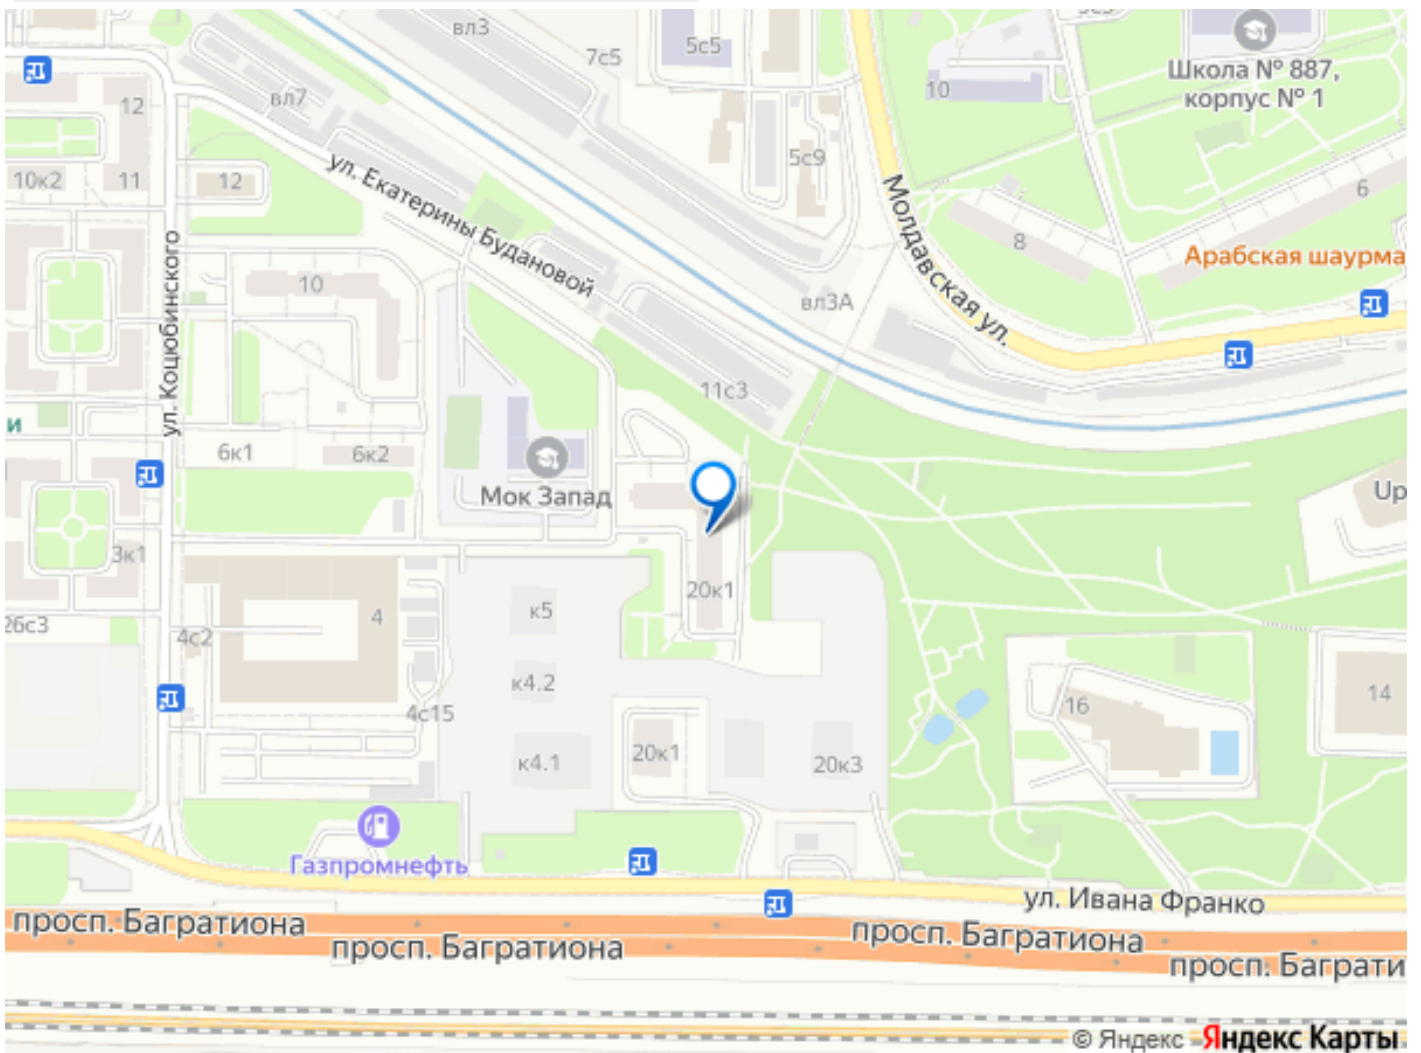 вл3
5с5
7с5
Школа № 887,
корпус № 1
12
вл7
10
10к2
11
12
ул. Екатерины Будановой
5с9
Молдавская ул.
6
8
Арабская шаурма
ул. Коцюбинского
10
вл3А
11с3
и
6к1
6к2
Мок Запад
Up
3к1
20к1
к5
26с3
4с2
4
к4.2
4с15
16
14
20к1
к4.1
20к3
Газпромнефть
ул. Ивана Франко
просп. Багратиона
просп. Багратиона
просп. Багратиона
просп. Баграти
© Яндекс Яндекс Карты